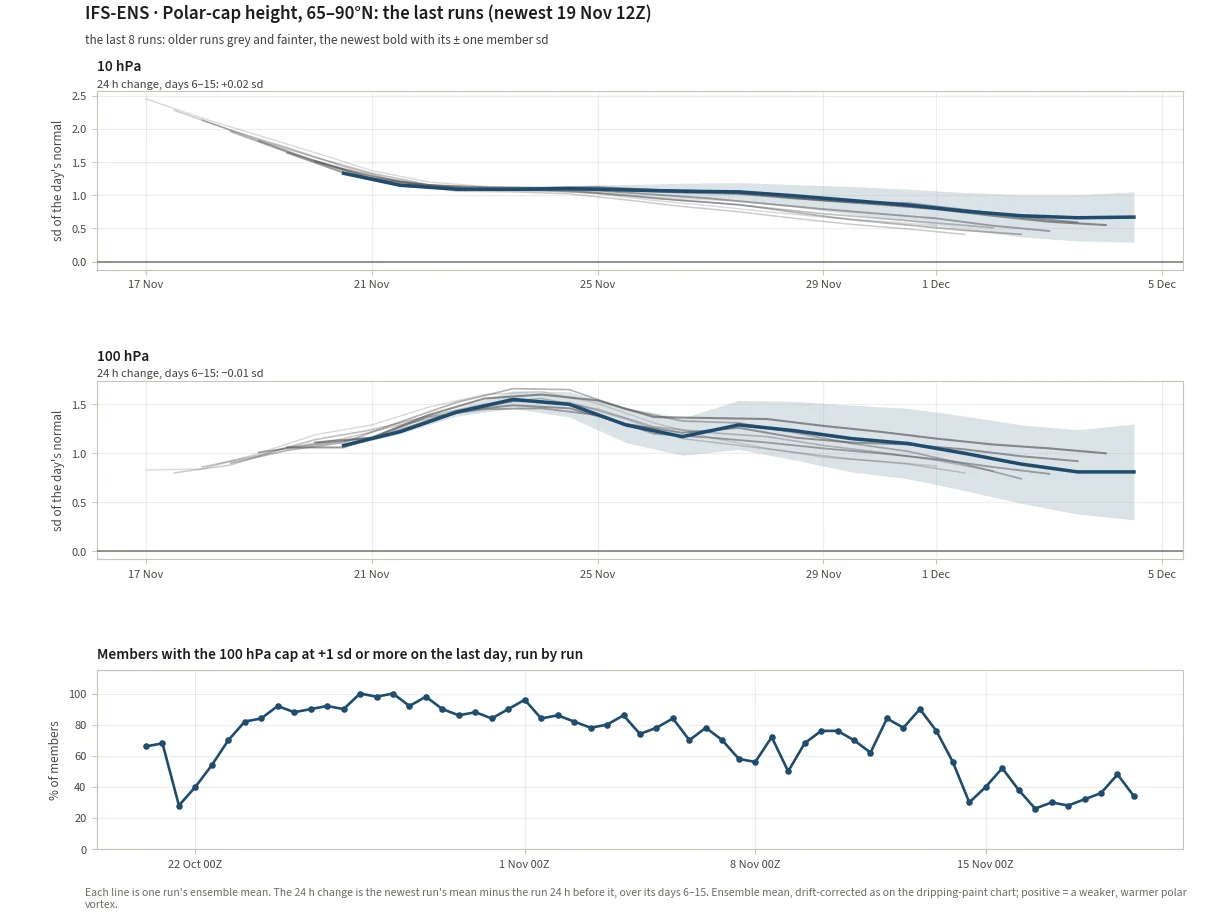 IFS-ENS · Polar-cap height, 65–90°N: the last runs (newest 19 Nov 12Z)
the last 8 runs: older runs grey and fainter, the newest bold with its ± one member sd
10 hPa
24 h change, days 6–15: +0.02 sd
sd of the day's normal
2.5
2.0
1.5
1.0
0.5
0.0
17 Nov
21 Nov
25 Nov
29 Nov
1 Dec
5 Dec
100 hPa
24 h change, days 6–15: −0.01 sd
sd of the day's normal
1.5
1.0
0.5
0.0
17 Nov
21 Nov
25 Nov
29 Nov
1 Dec
5 Dec
Members with the 100 hPa cap at +1 sd or more on the last day, run by run
% of members
100
80
60
40
20
0
22 Oct 00Z
1 Nov 00Z
8 Nov 00Z
15 Nov 00Z
Each line is one run's ensemble mean. The 24 h change is the newest run's mean minus the run 24 h before it, over its days 6–15. Ensemble mean, drift-corrected as on the dripping-paint chart; positive = a weaker, warmer polar
vortex.